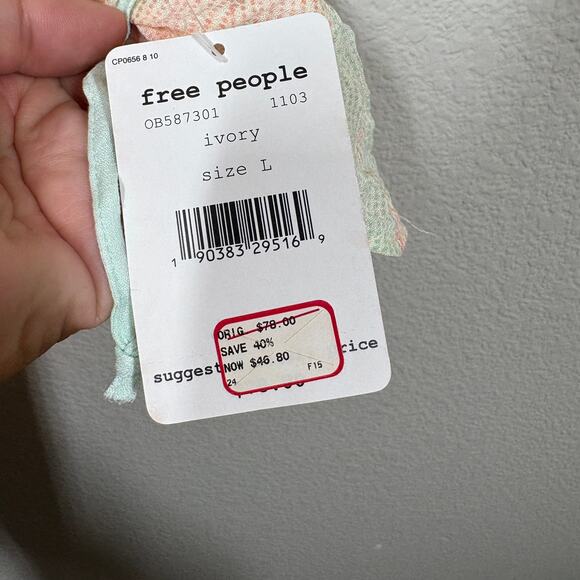 CP0656 8 10
free people
OB587301 1103
ivory
size L
1 90383 29516 9
ORIG. $78.00
SAVE 40%
NOW $46.80
24 F15
suggest rice